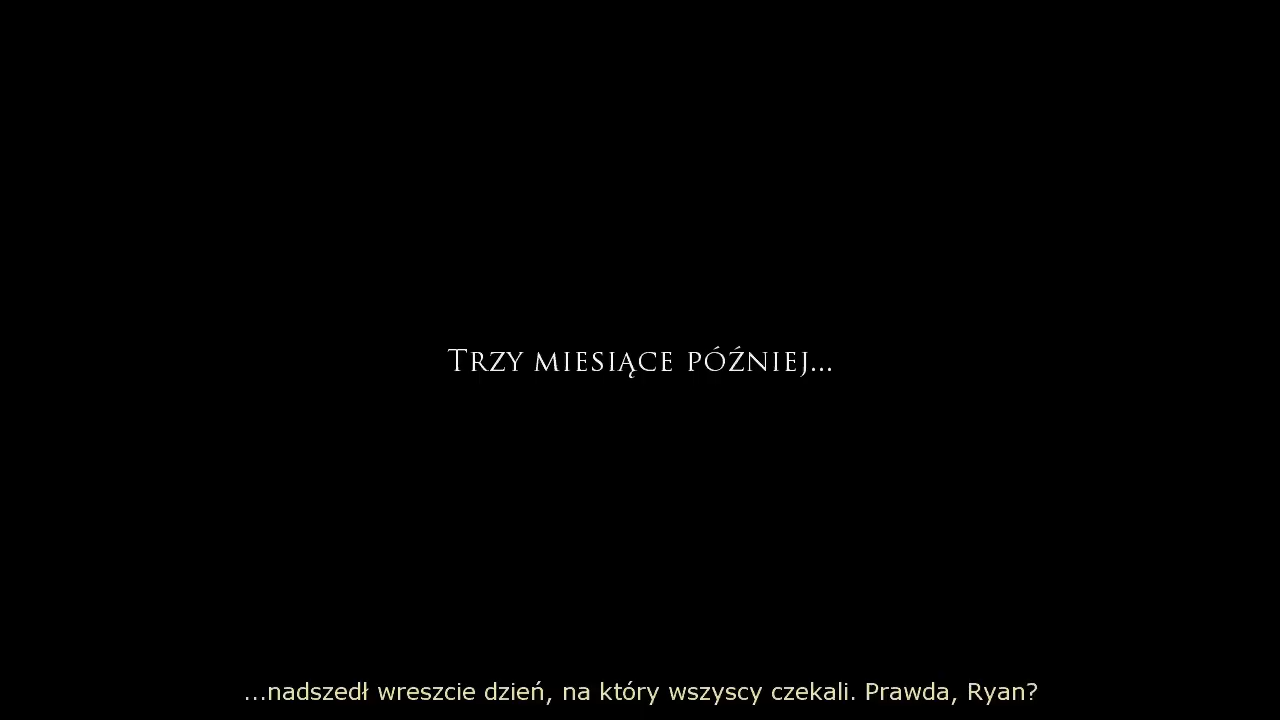 Trzy miesiące później...
...nadszedł wreszcie dzień, na który wszyscy czekali. Prawda, Ryan?